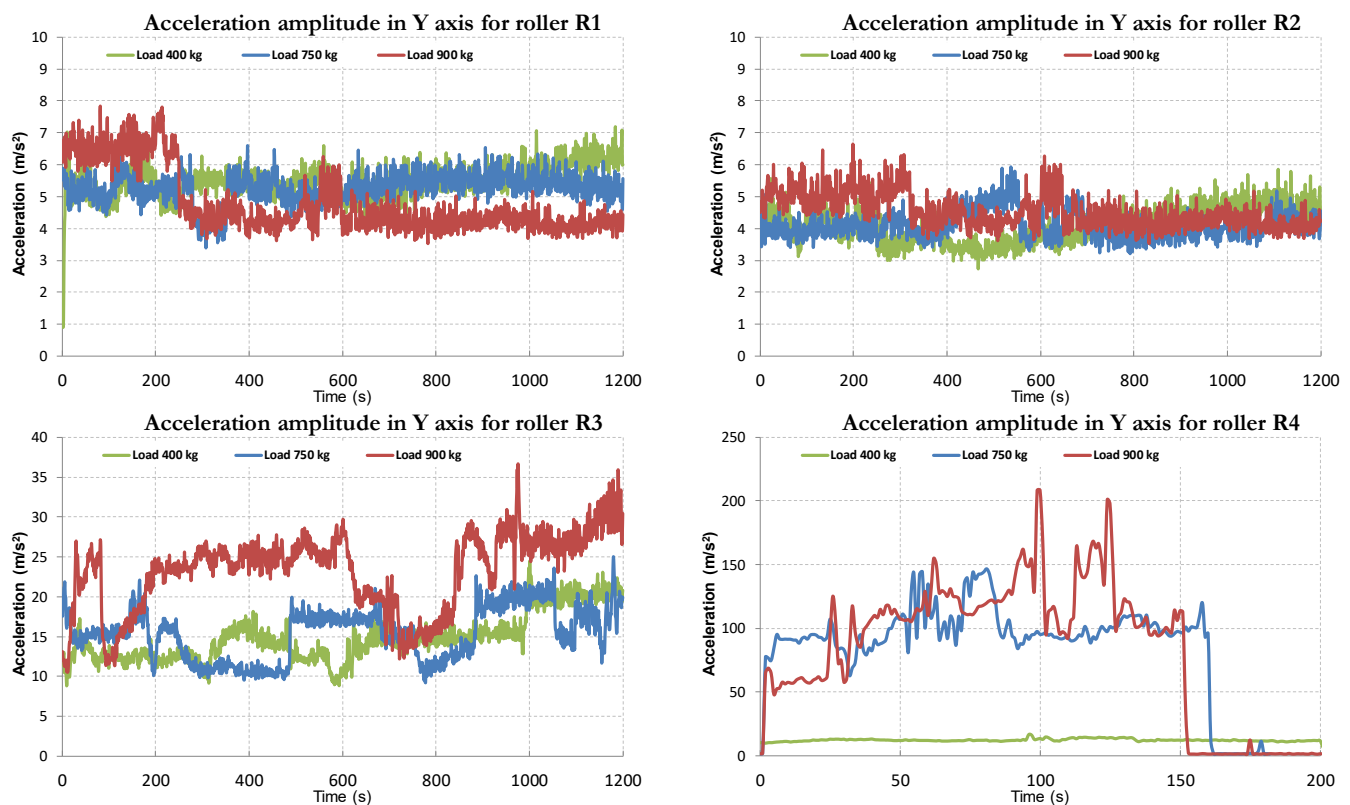 Acceleration amplitude in Y axis for roller R1
10
9
8
7
6
5
4
3
2
1
0
Acceleration (m/s²)
Load 400 kg Load 750 kg Load 900 kg
0 200 400 600 800 1000 1200
Time (s)
Acceleration amplitude in Y axis for roller R2
10
9
8
7
6
5
4
3
2
1
0
Acceleration (m/s²)
Load 400 kg Load 750 kg Load 900 kg
0 200 400 600 800 1000 1200
Time (s)
Acceleration amplitude in Y axis for roller R3
40
35
30
25
20
15
10
5
0
Acceleration (m/s²)
Load 400 kg Load 750 kg Load 900 kg
0 200 400 600 800 1000 1200
Time (s)
Acceleration amplitude in Y axis for roller R4
250
200
150
100
50
0
Acceleration (m/s²)
Load 400 kg Load 750 kg Load 900 kg
0 50 100 150 200
Time (s)